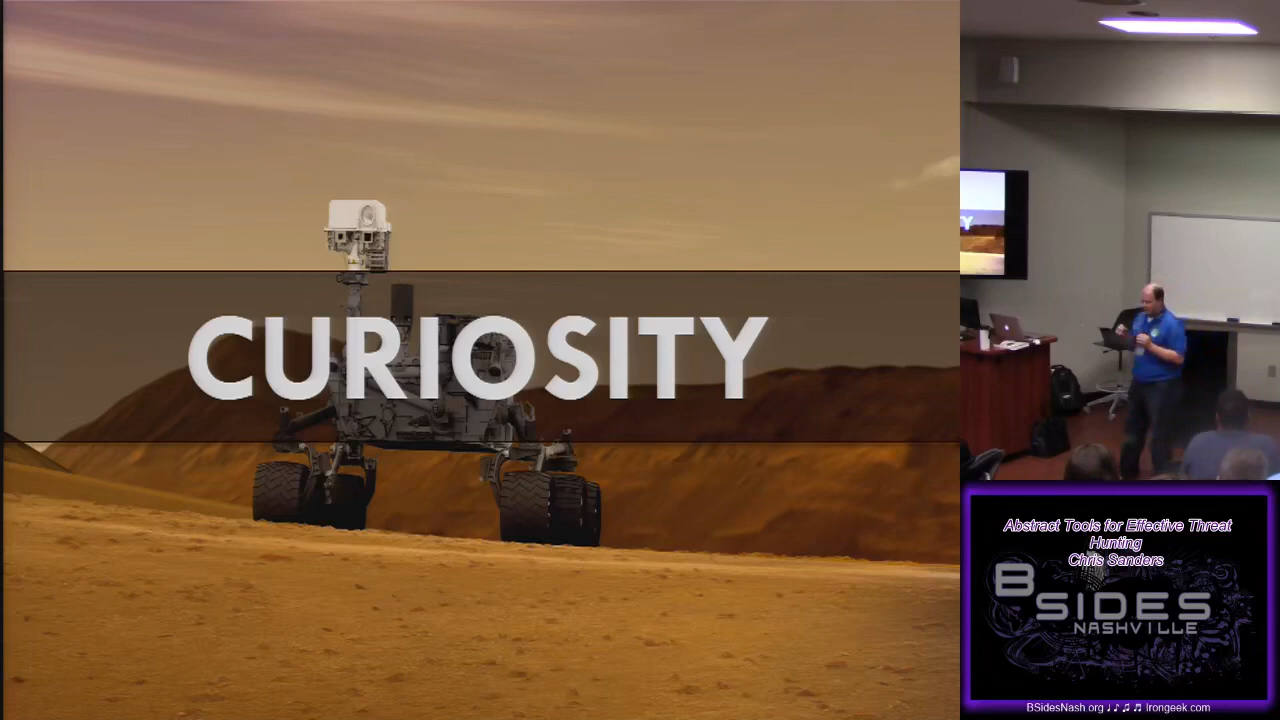 CURIOSITY
Y
Abstract Tools for Effective Threat
Hunting
Chris Sanders
BSIDES
NASHVILLE
BSidesNash.org ♩ ♪ ♫ ♬ Irongeek.com